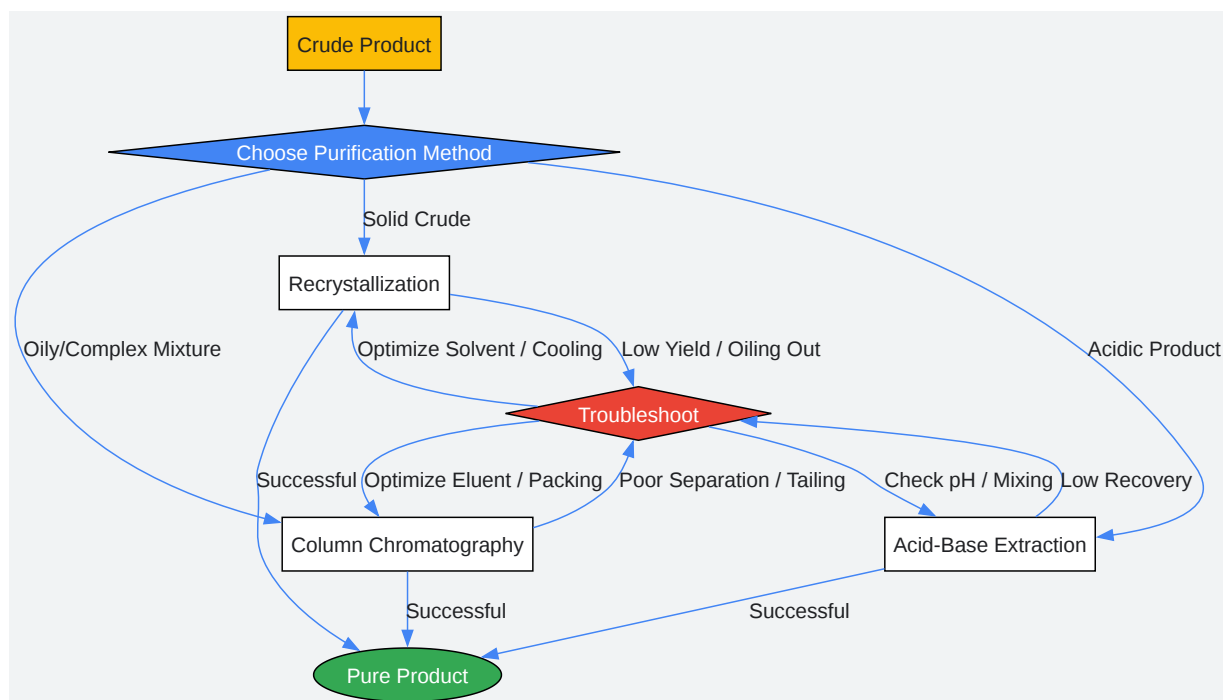 Crude Product
Choose Purification Method
Solid Crude
Recrystallization
Oily/Complex Mixture
Optimize Solvent / Cooling
Low Yield / Oiling Out
Acidic Product
Troubleshoot
Successful
Optimize Eluent / Packing
Poor Separation / Tailing
Check pH / Mixing
Low Recovery
Column Chromatography
Acid-Base Extraction
Successful
Successful
Pure Product